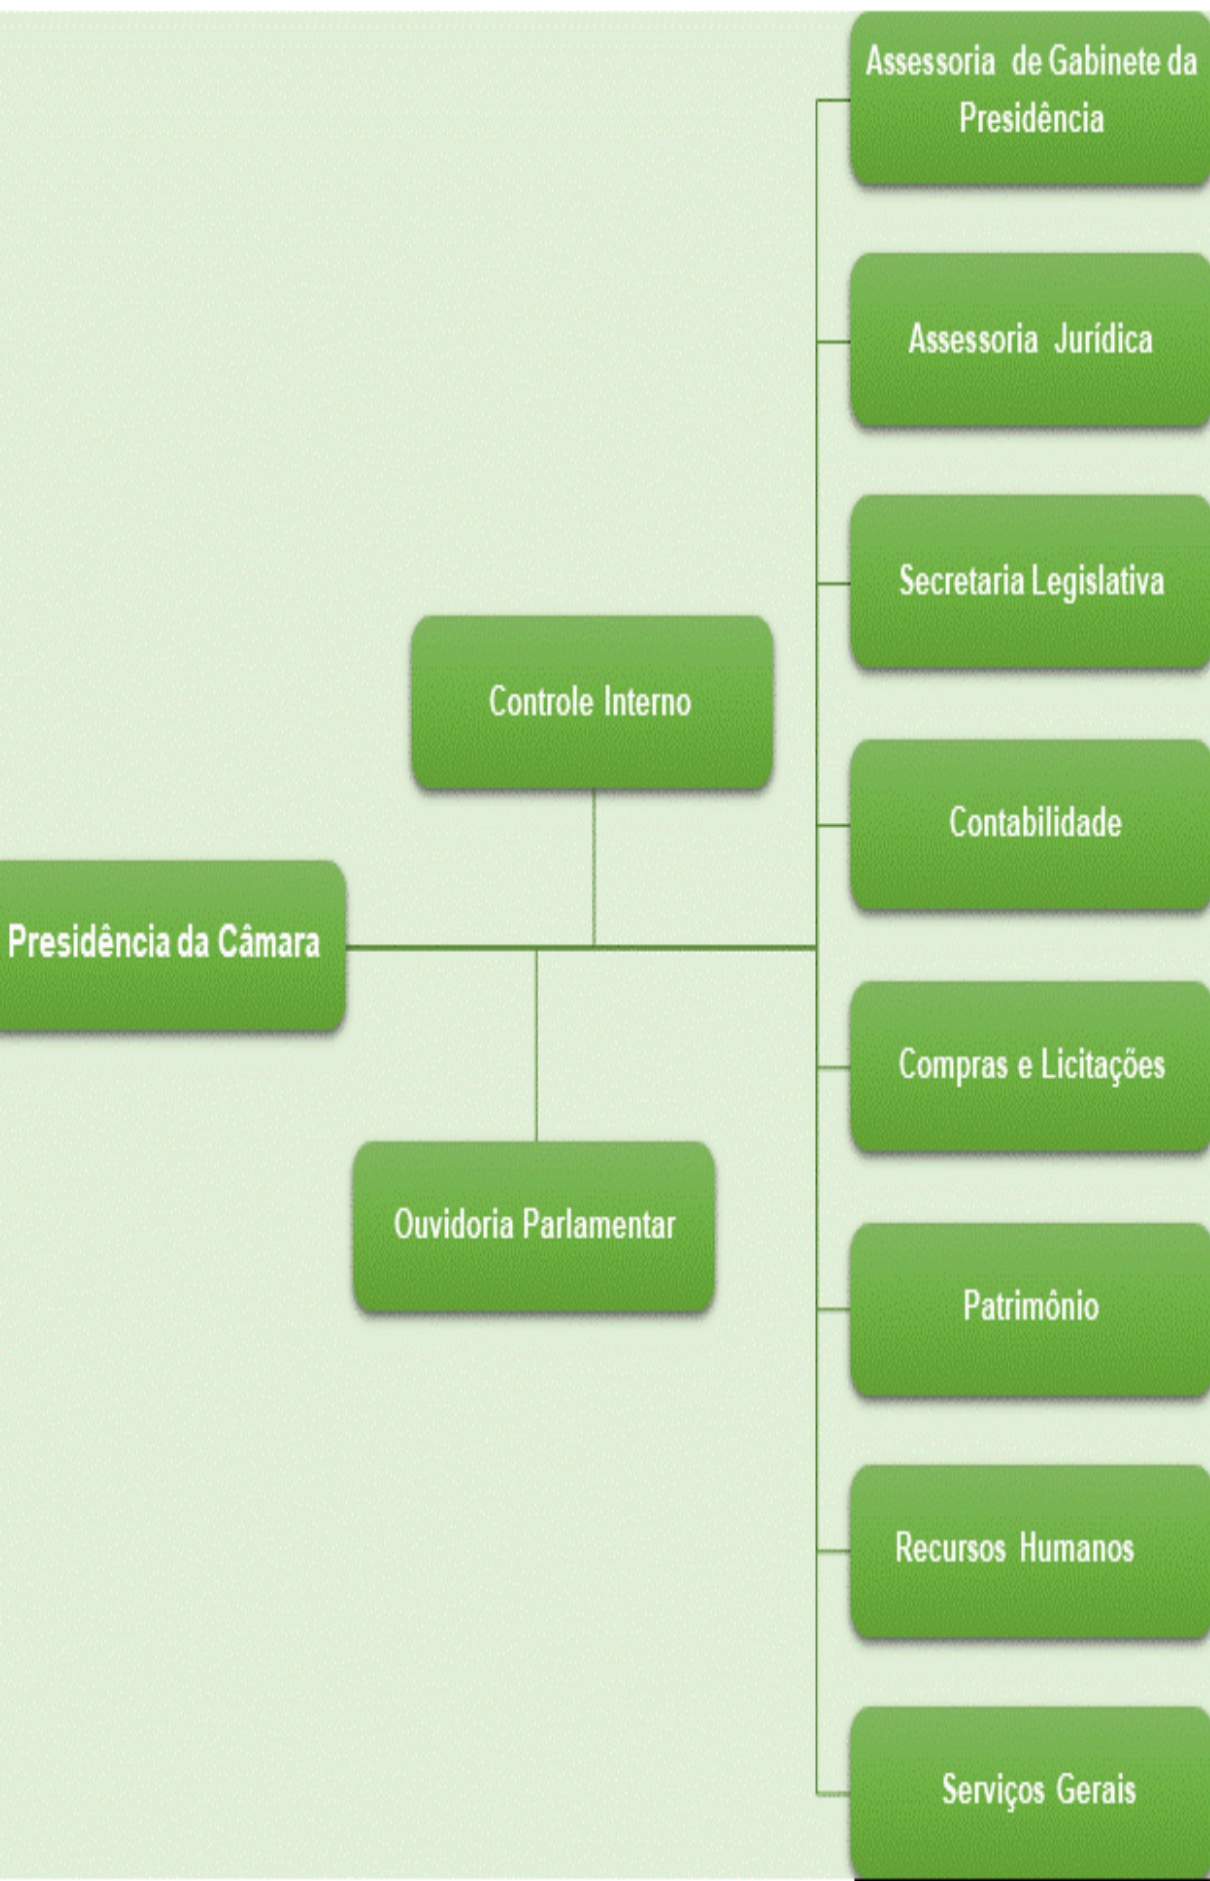 Assessoria de Gabinete da
Presidência
Assessoria Jurídica
Secretaria Legislativa
Controle Interno
Contabilidade
Presidência da Câmara
Compras e Licitações
Ouvidoria Parlamentar
Patrimônio
Recursos Humanos
Serviços Gerais